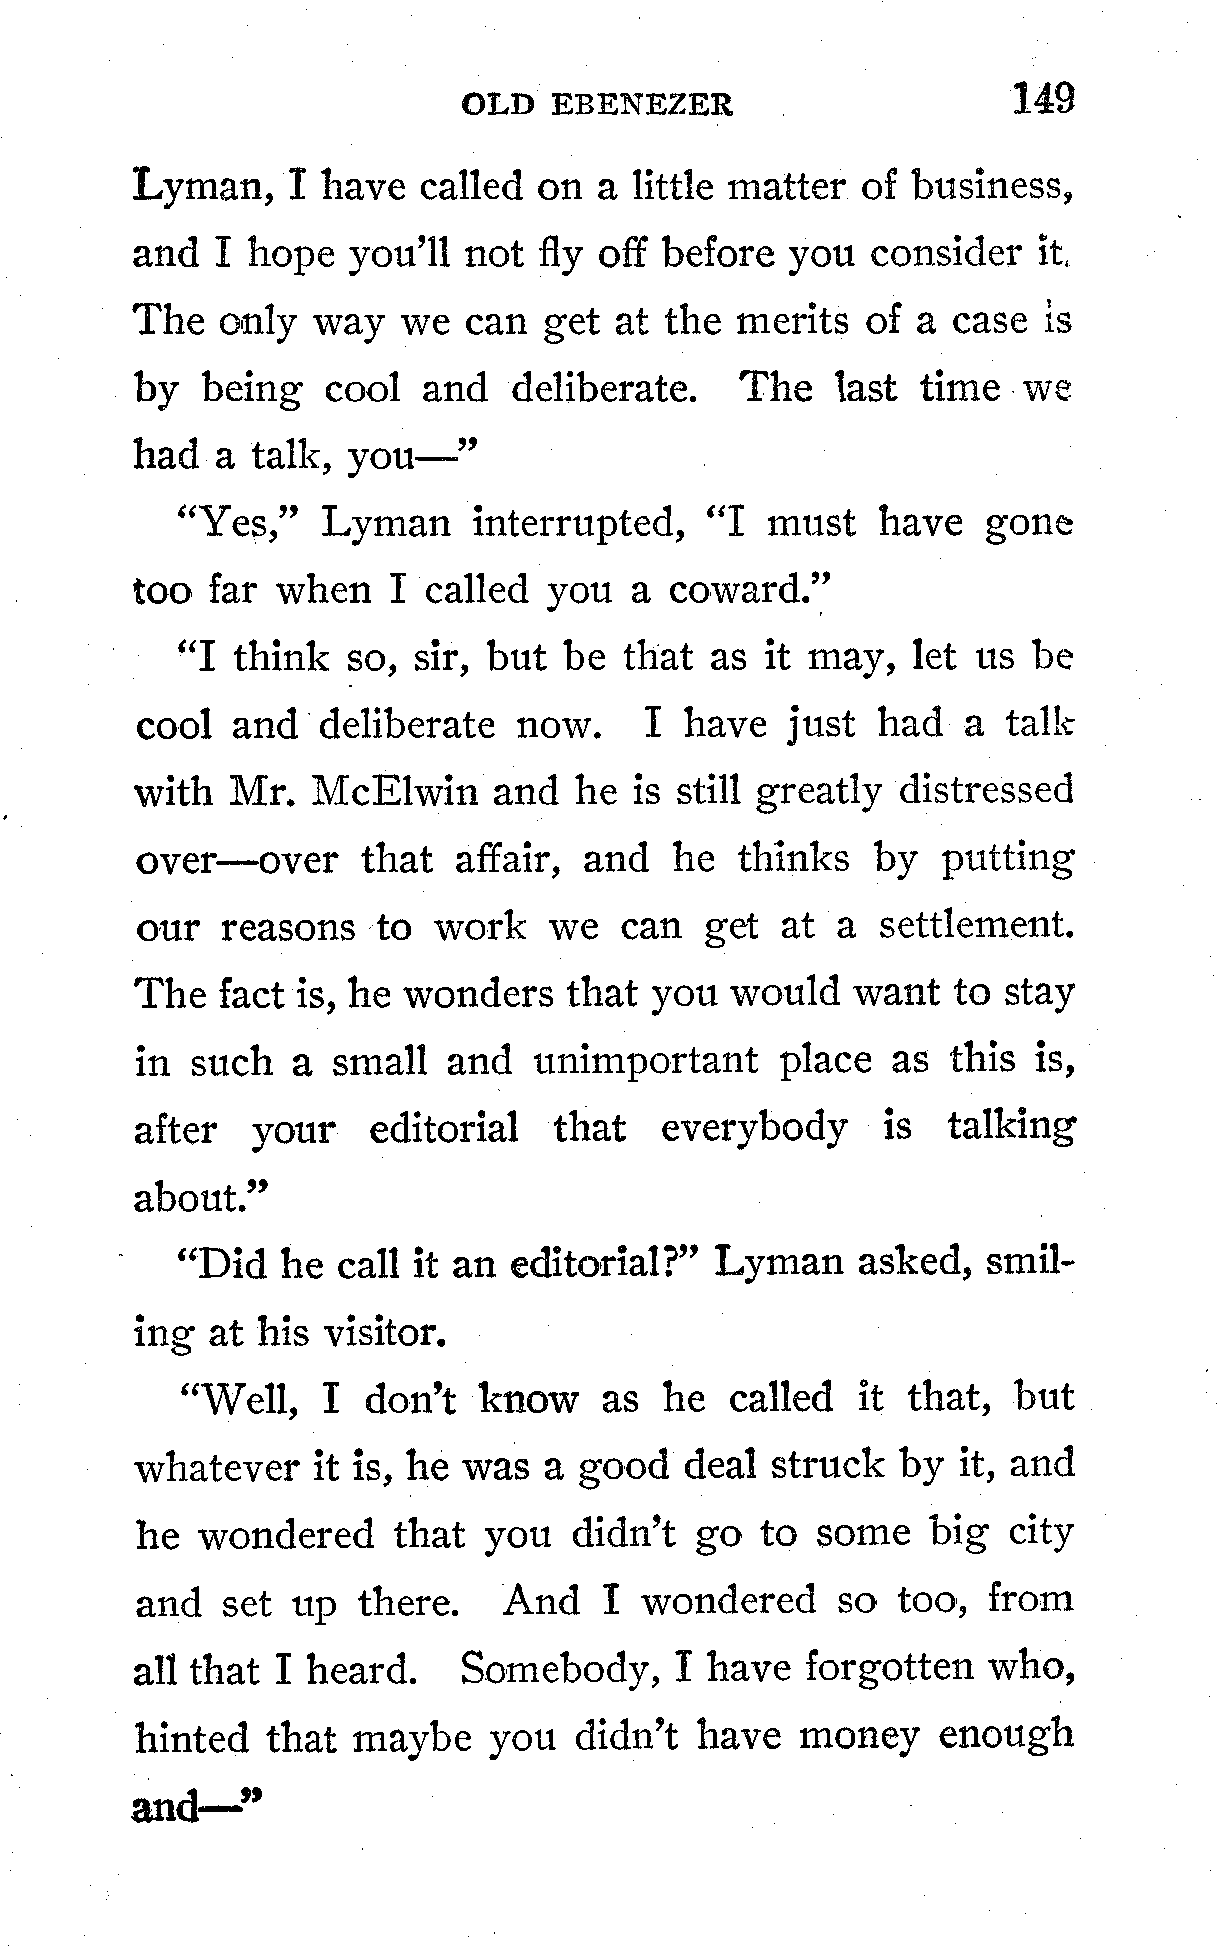 OLD EBENEZER 149
Lyman, I have called on a little matter of business,
and I hope you'll not fly off before you consider it.
The only way we can get at the merits of a case is
by being cool and deliberate. The last time we
had a talk, you—"
"Yes," Lyman interrupted, "I must have gone
too far when I called you a coward."
"I think so, sir, but be that as it may, let us be
cool and deliberate now. I have just had a talk
with Mr. McElwin and he is still greatly distressed
over—over that affair, and he thinks by putting
our reasons to work we can get at a settlement.
The fact is, he wonders that you would want to stay
in such a small and unimportant place as this is,
after your editorial that everybody is talking
about."
"Did he call it an editorial?" Lyman asked, smil-
ing at his visitor.
"Well, I don't know as he called it that, but
whatever it is, he was a good deal struck by it, and
he wondered that you didn't go to some big city
and set up there. And I wondered so too, from
all that I heard. Somebody, I have forgotten who,
hinted that maybe you didn't have money enough
and—"